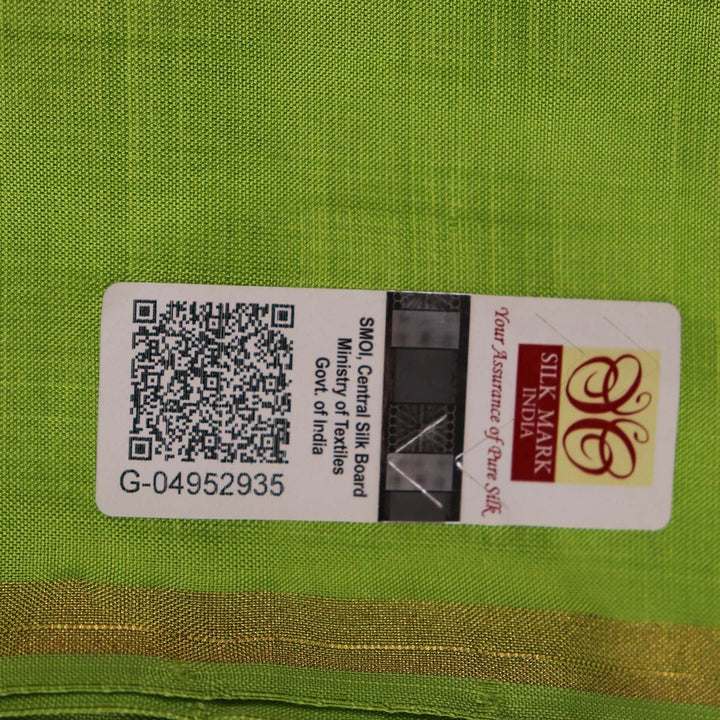 G-04952935
SMOI, Central Silk Board
Ministry of Textiles
Govt. of India
Your Assurance of Pure Silk
SILK MARK
INDIA